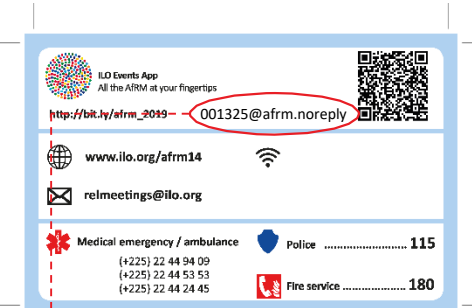 ILO Events App
All the AfRM at your fingertips
http://bit.ly/afrm_2019
001325@afrm.noreply
www.ilo.org/afrm14
relmeetings@ilo.org
Medical emergency / ambulance
(+225) 22 44 94 09
(+225) 22 44 53 53
(+225) 22 44 24 45
Police ........................ 115
Fire service .................. 180